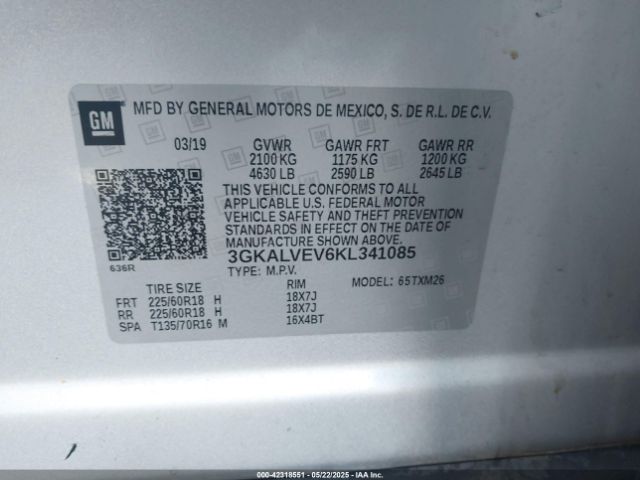 GM
MFD BY GENERAL MOTORS DE MEXICO, S. DE R.L. DE C.V.
03/19 GVWR GAWR FRT GAWR RR
2100 KG 1175 KG 1200 KG
4630 LB 2590 LB 2645 LB
THIS VEHICLE CONFORMS TO ALL
APPLICABLE U.S. FEDERAL MOTOR
VEHICLE SAFETY AND THEFT PREVENTION
STANDARDS IN EFFECT ON THE DATE OF
MANUFACTURE SHOWN ABOVE.
3GKALVEV6KL341085
636R
TYPE: M.P.V. MODEL: 65TXM26
TIRE SIZE RIM
FRT 225/60R18 H 18X7J
RR 225/60R18 H 18X7J
SPA T135/70R16 M 16X4BT
000-42318551 - 05/22/2025 - IAA Inc.